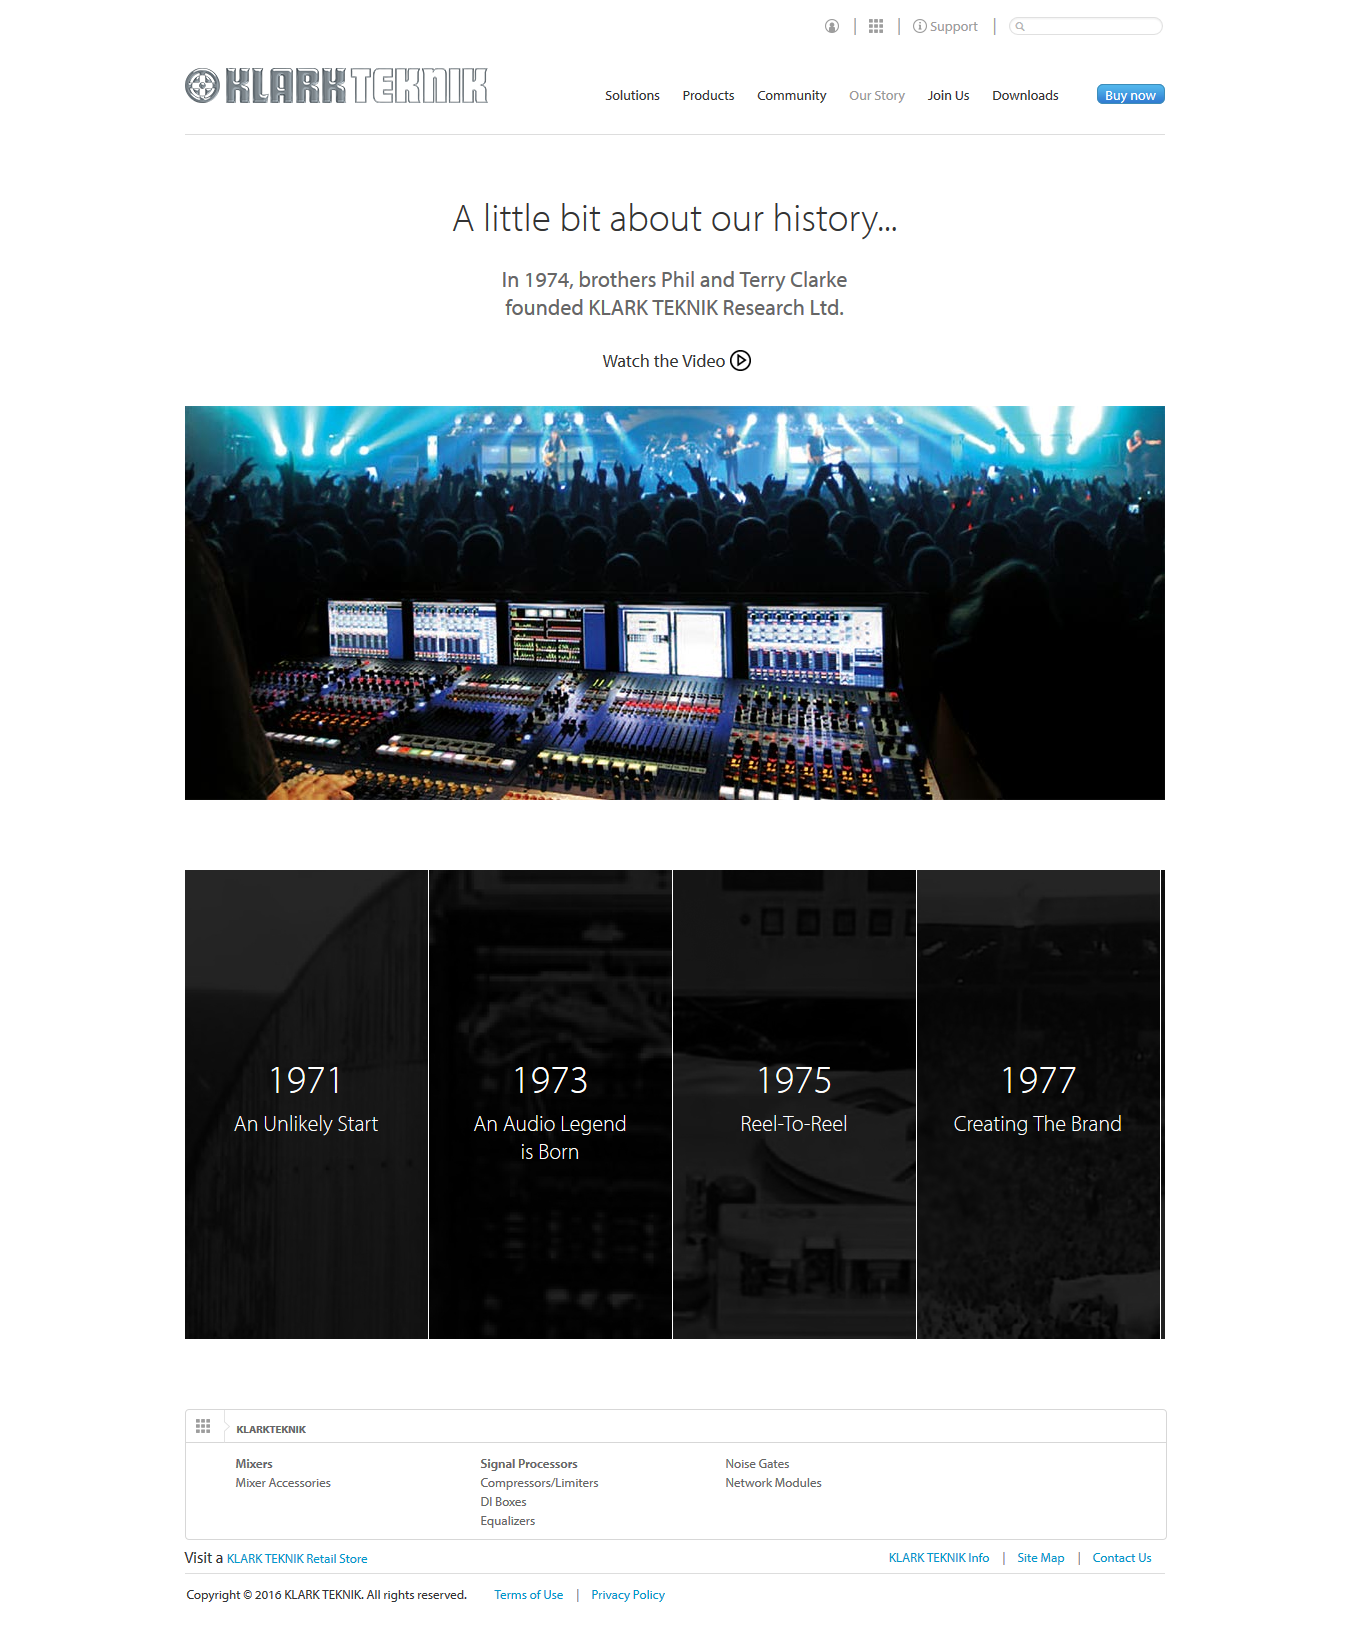 Support
KLARK TEKNIK
Solutions Products Community Our Story Join Us Downloads Buy now
A little bit about our history...
In 1974, brothers Phil and Terry Clarke
founded KLARK TEKNIK Research Ltd.
Watch the Video
1971
An Unlikely Start
1973
An Audio Legend
is Born
1975
Reel-To-Reel
1977
Creating The Brand
KLARKTEKNIK
Mixers
Mixer Accessories
Signal Processors
Compressors/Limiters
DI Boxes
Equalizers
Noise Gates
Network Modules
Visit a KLARK TEKNIK Retail Store
KLARK TEKNIK Info | Site Map | Contact Us
Copyright © 2016 KLARK TEKNIK. All rights reserved. Terms of Use | Privacy Policy